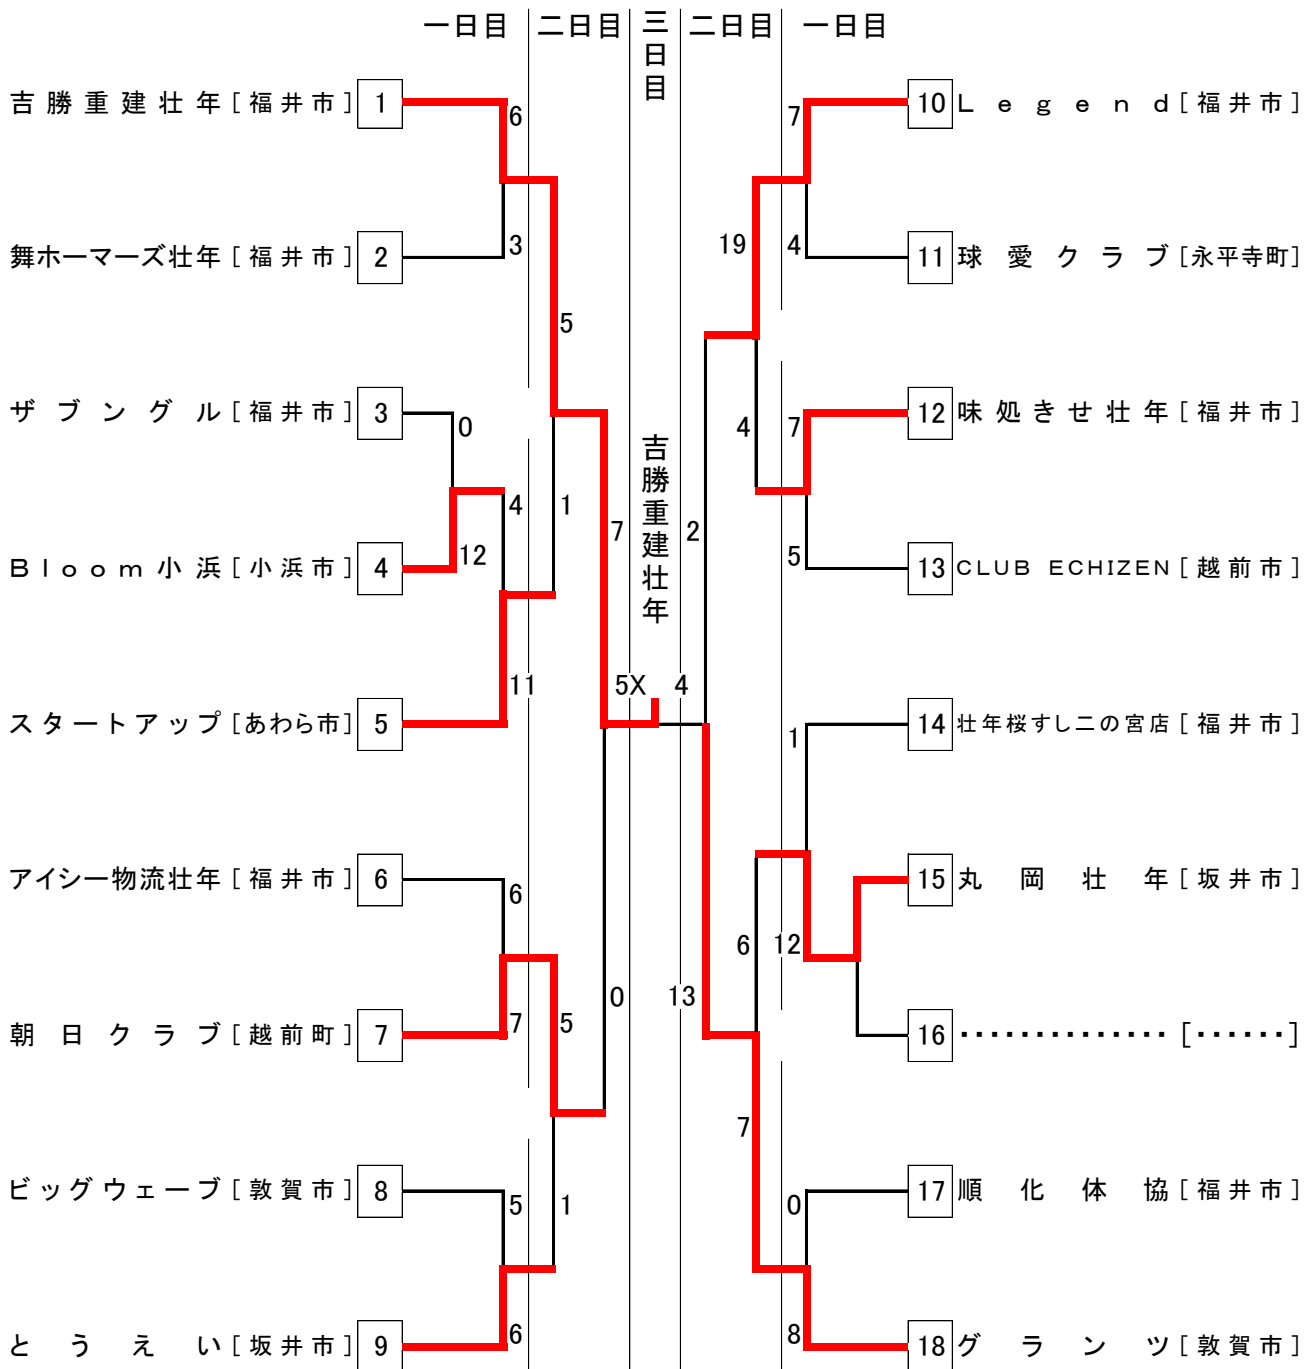 一日目 二日目 三日目 二日目 一日目
吉勝重建壮年 [福井市] 1 6 7 10 Legend [福井市]
舞ホーマーズ壮年 [福井市] 2 3 19 4 11 球愛クラブ [永平寺町]
5
ザブングル [福井市] 3 0 4 7 12 味処きせ壮年 [福井市]
吉勝重建壮年
4 1 7 2
Bloom小浜 [小浜市] 4 12 5 13 CLUB ECHIZEN [越前市]
11 5X 4
スタートアップ [あわら市] 5 1 14 壮年桜すし二の宮店 [福井市]
アイシー物流壮年 [福井市] 6 6 15 丸岡壮年 [坂井市]
6 12
0 13
朝日クラブ [越前町] 7 7 5 16 ・・・・・・・・・・・・・・ [・・・・・・]
7
ビッグウェーブ [敦賀市] 8 5 1 0 17 順化体協 [福井市]
とうえい [坂井市] 9 6 8 18 グランツ [敦賀市]